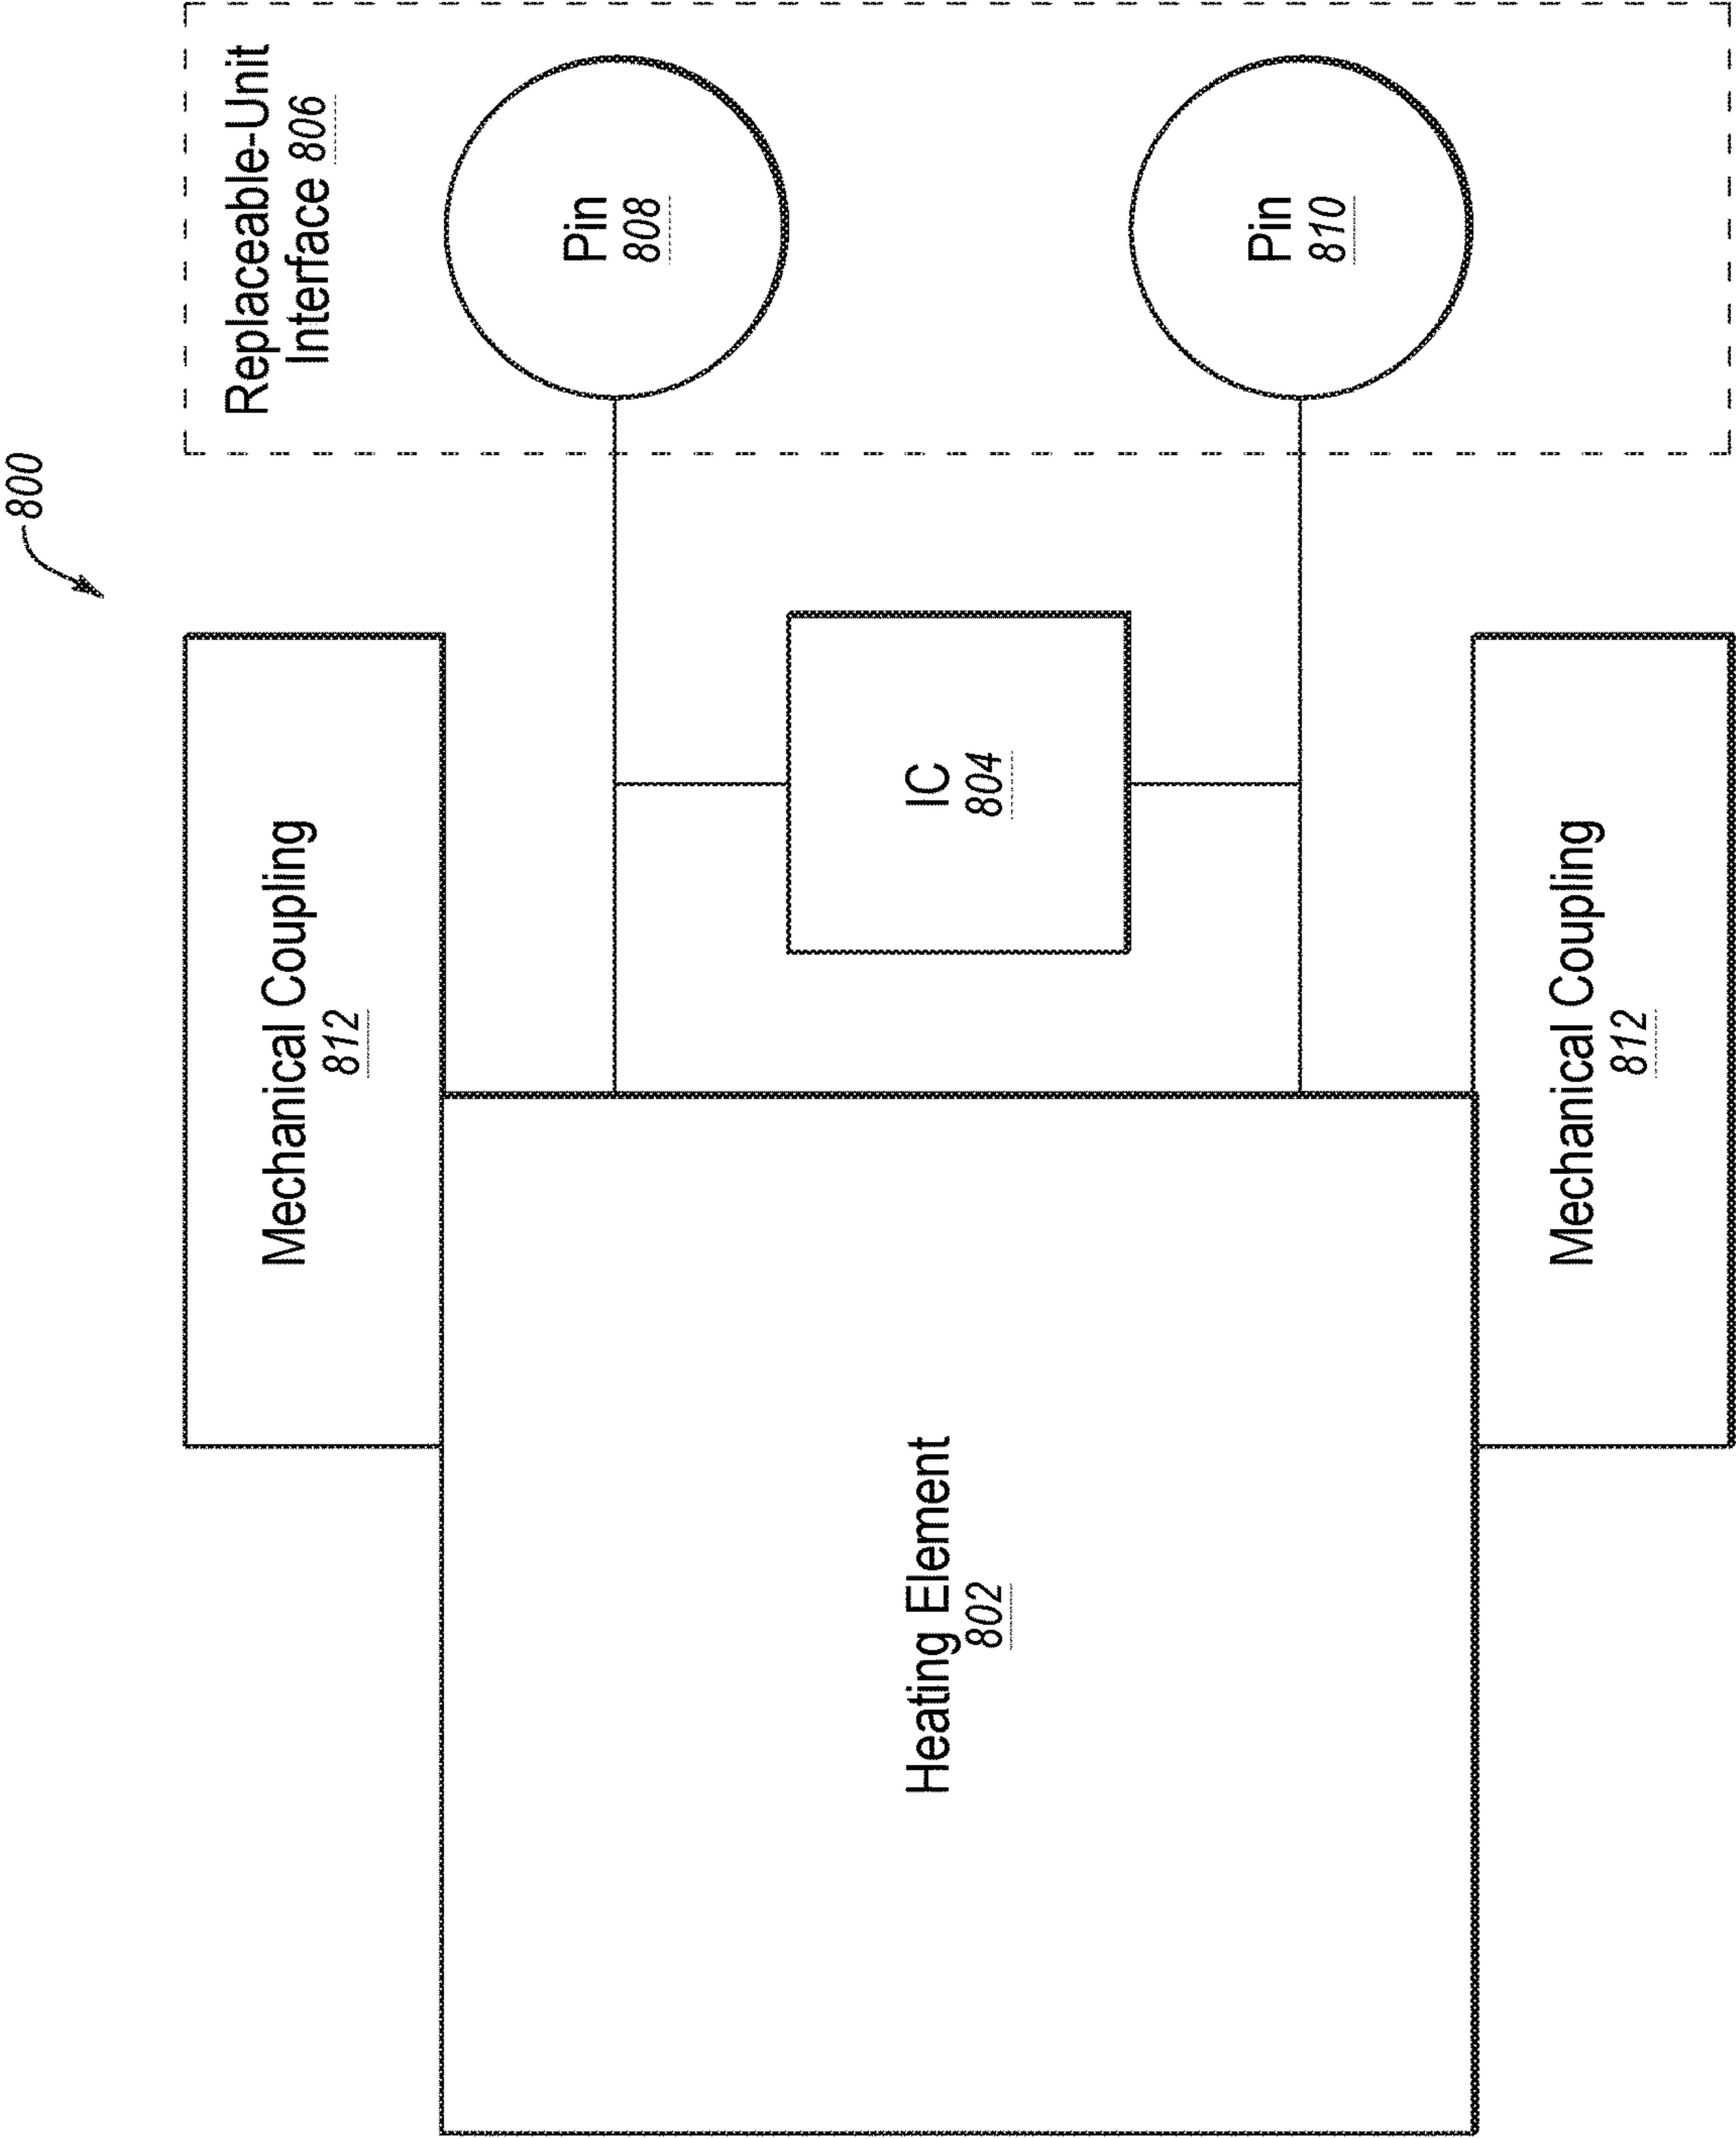 800
Replaceable-Unit
Interface 806
Pin
808
Pin
810
Mechanical Coupling
812
IC
804
Mechanical Coupling
812
Heating Element
802